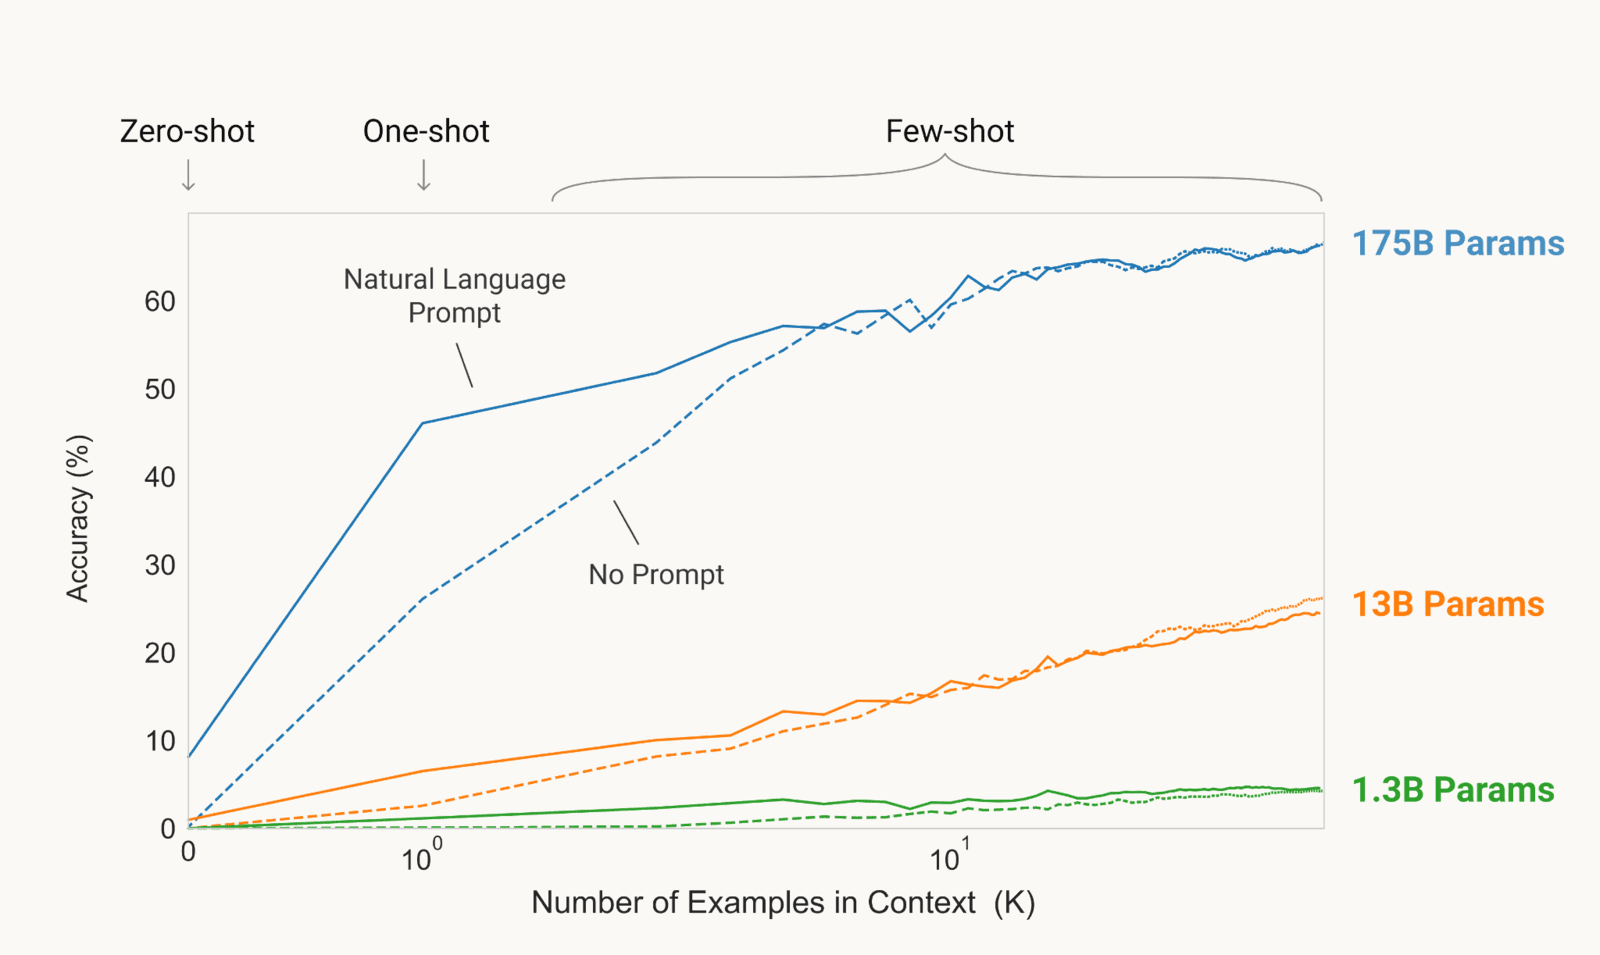 Zero-shot
One-shot
Few-shot
175B Params
Natural Language
Prompt
No Prompt
13B Params
1.3B Params
Accuracy (%)
60
50
40
30
20
10
0
0
10^0
10^1
Number of Examples in Context (K)